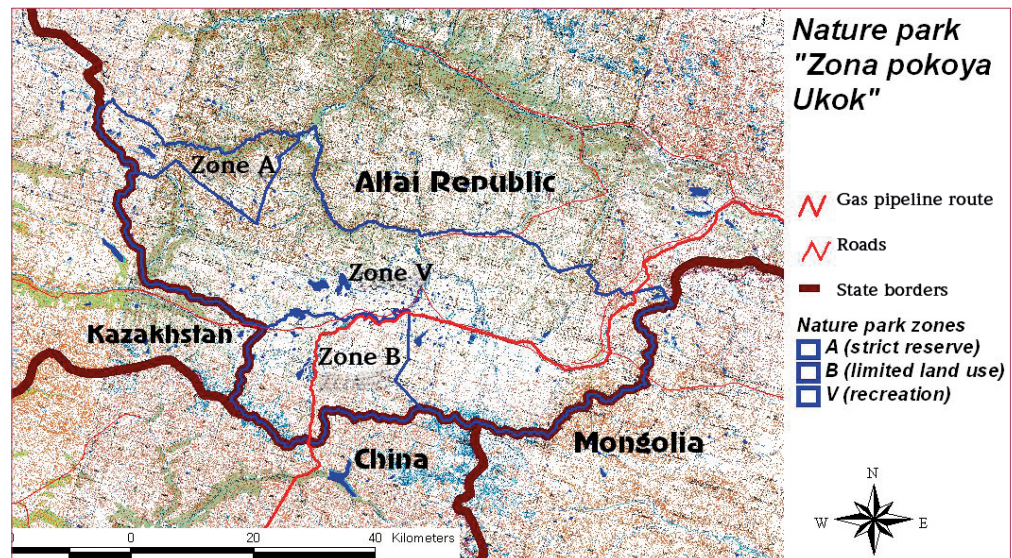 Nature park
"Zona pokoya
Ukok"
Zone A
Altai Republic
Gas pipeline route
Roads
Zone V
State borders
Kazakhstan
Nature park zones
A (strict reserve)
Zone B
B (limited land use)
V (recreation)
Mongolia
China
N
W E
S
20 0 20 40 Kilometers